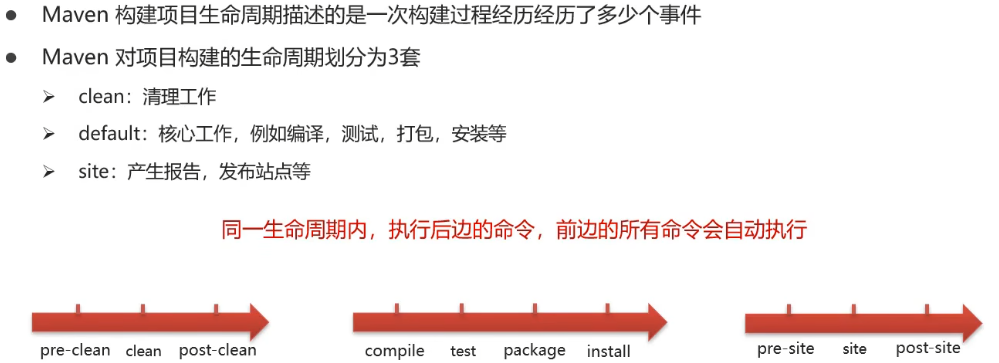 ● Maven 构建项目生命周期描述的是一次构建过程经历经历了多少个事件
● Maven 对项目构建的生命周期划分为3套
➢ clean：清理工作
➢ default：核心工作，例如编译，测试，打包，安装等
➢ site：产生报告，发布站点等
同一生命周期内，执行后边的命令，前边的所有命令会自动执行
pre-clean clean post-clean compile test package install pre-site site post-site